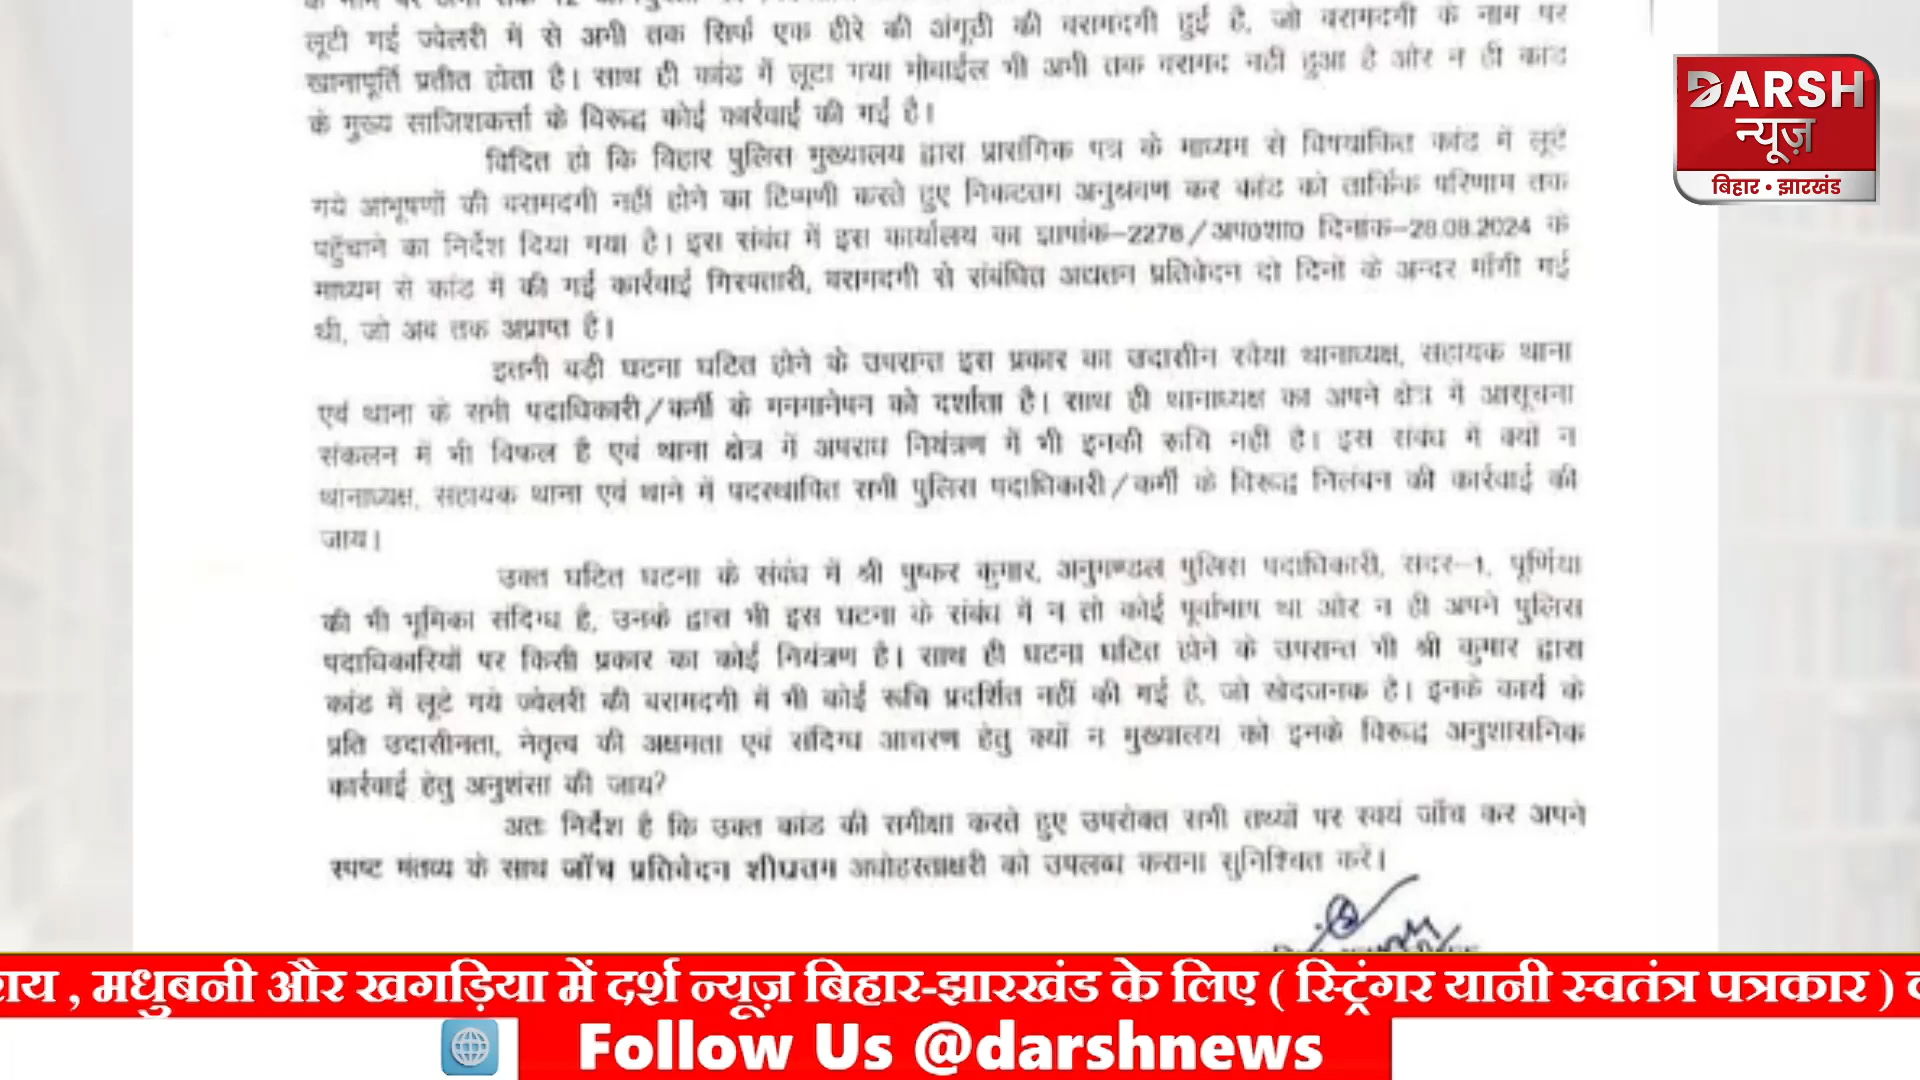 लूटी गई ज्वेलरी में से अभी तक सिर्फ एक हीरे की अंगूठी की बरामदगी हुई है, जो बरामदगी के नाम पर
खानापूर्ति प्रतीत होता है। साथ ही कांड में लूटा गया मोबाईल भी अभी तक बरामद नही हुआ है और न ही कांड
के मुख्य साजिशकर्त्ता के विरूद्ध कोई कार्रवाई की गई है।
विदित हो कि बिहार पुलिस मुख्यालय द्वारा प्रासंगिक पत्र के माध्यम से विषयांकित कांड में लूटे
गये आभूषणों की बरामदगी नहीं होने का टिप्पणी करते हुए निकटतम अनुश्रवण कर कांड को तार्किक परिणाम तक
पहुँचाने का निर्देश दिया गया है। इस संबंध में इस कार्यालय का ज्ञापांक-2276/अप०शा० दिनांक-28.08.2024 के
माध्यम से कांड में की गई कार्रवाई गिरफ्तारी, बरामदगी से संबंधित अद्यतन प्रतिवेदन दो दिनों के अन्दर माँगी गई
थी, जो अब तक अप्राप्त है।
इतनी बड़ी घटना घटित होने के उपरान्त इस प्रकार का उदासीन रवैया थानाध्यक्ष, सहायक थाना
एवं थाना के सभी पदाधिकारी/कर्मी के मनमानेपन को दर्शाता है। साथ ही थानाध्यक्ष का अपने क्षेत्र में आसूचना
संकलन में भी विफल है एवं थाना क्षेत्र में अपराध नियंत्रण में भी इनकी रूचि नही है। इस संबंध में क्यों न
थानाध्यक्ष, सहायक थाना एवं थाने में पदस्थापित सभी पुलिस पदाधिकारी/कर्मी के विरूद्ध निलंबन की कार्रवाई की
जाय।
उक्त घटित घटना के संबंध में श्री पुष्कर कुमार, अनुमण्डल पुलिस पदाधिकारी, सदर-1, पूर्णिया
की भी भूमिका संदिग्ध है, उनके द्वारा भी इस घटना के संबंध में न तो कोई पूर्वाभाष था और न ही अपने पुलिस
पदाधिकारियों पर किसी प्रकार का कोई नियंत्रण है। साथ ही घटना घटित होने के उपरान्त भी श्री कुमार द्वारा
कांड में लूटे गये ज्वेलरी की बरामदगी में भी कोई रूचि प्रदर्शित नहीं की गई है, जो खेदजनक है। इनके कार्य के
प्रति उदासीनता, नेतृत्व की अक्षमता एवं संदिग्ध आचरण हेतु क्यों न मुख्यालय को इनके विरूद्ध अनुशासनिक
कार्रवाई हेतु अनुशंसा की जाय?
अतः निर्देश है कि उक्त कांड की समीक्षा करते हुए उपरोक्त सभी तथ्यों पर स्वयं जाँच कर अपने
स्पष्ट मंतव्य के साथ जाँच प्रतिवेदन शीघ्रतम अधोहस्ताक्षरी को उपलब्ध कराना सुनिश्चित करें।
DARSH
न्यूज़
बिहार • झारखंड
राय , मधुबनी और खगड़िया में दर्श न्यूज़ बिहार-झारखंड के लिए ( स्ट्रिंगर यानी स्वतंत्र पत्रकार )
Follow Us @darshnews